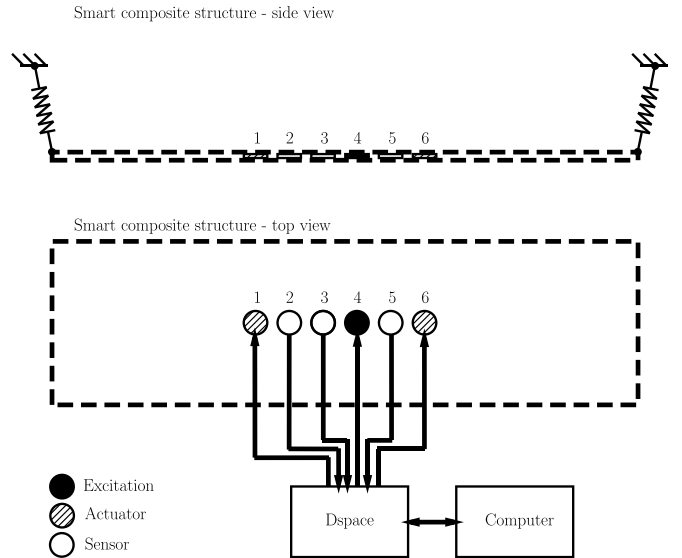 Smart composite structure - side view
1 2 3 4 5 6
Smart composite structure - top view
1 2 3 4 5 6
Excitation
Actuator
Sensor
Dspace
Computer